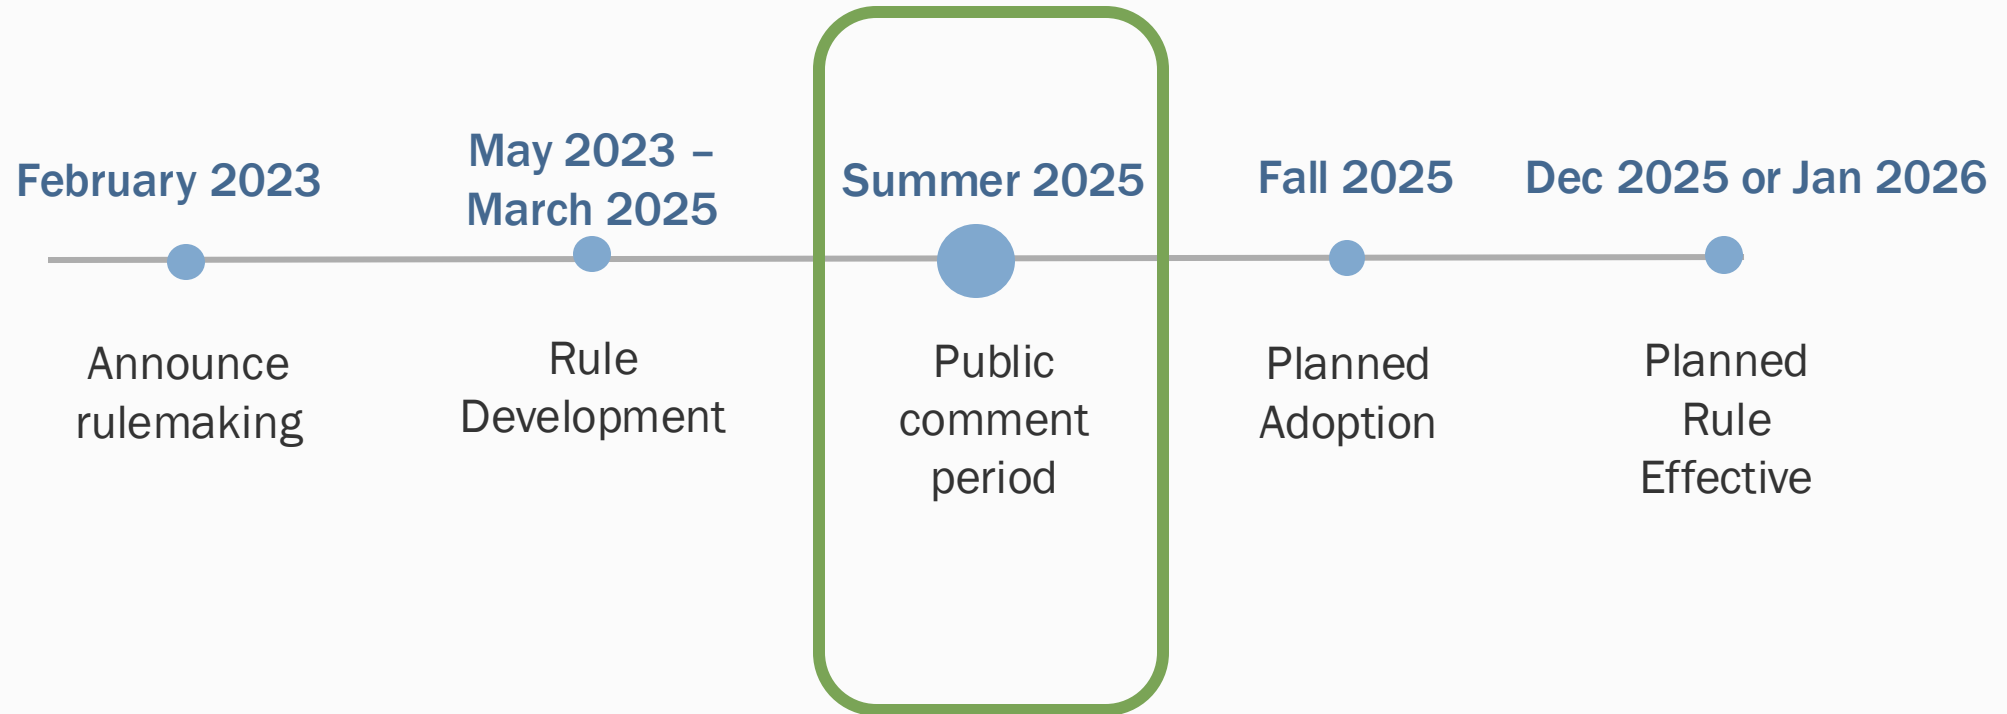 February 2023
May 2023 –
March 2025
Summer 2025
Fall 2025
Dec 2025 or Jan 2026
Announce
rulemaking
Rule
Development
Public
comment
period
Planned
Adoption
Planned
Rule
Effective